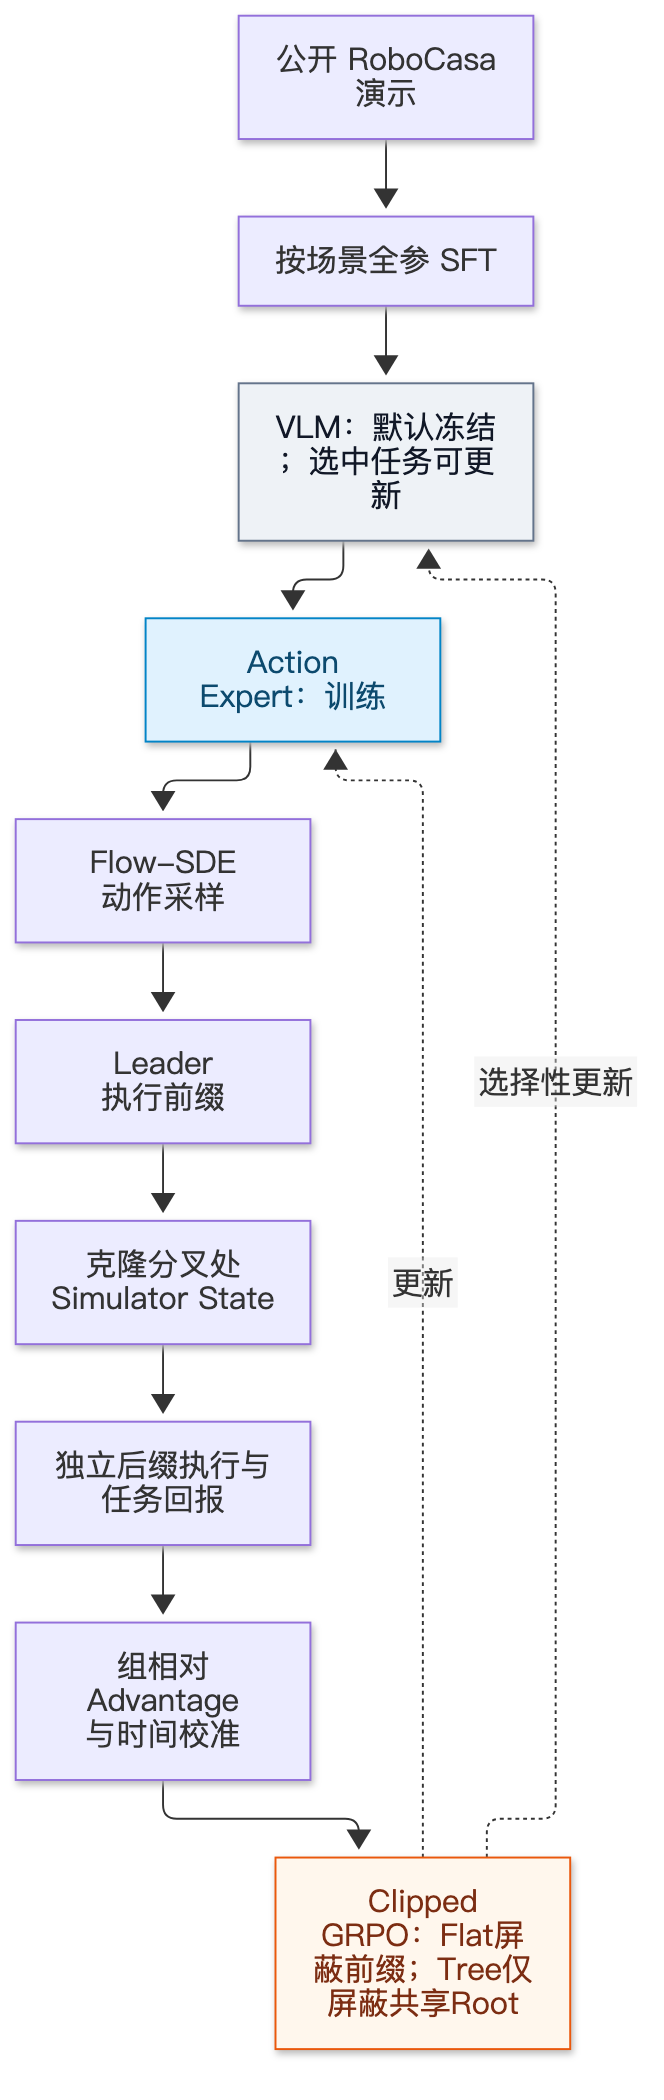 公开 RoboCasa
演示
按场景全参 SFT
VLM：默认冻结
；选中任务可更
新
Action
Expert：训练
Flow-SDE
动作采样
Leader
执行前缀
选择性更新
克隆分叉处
Simulator State
更新
独立后缀执行与
任务回报
组相对
Advantage
与时间校准
Clipped
GRPO：Flat屏
蔽前缀；Tree仅
屏蔽共享Root